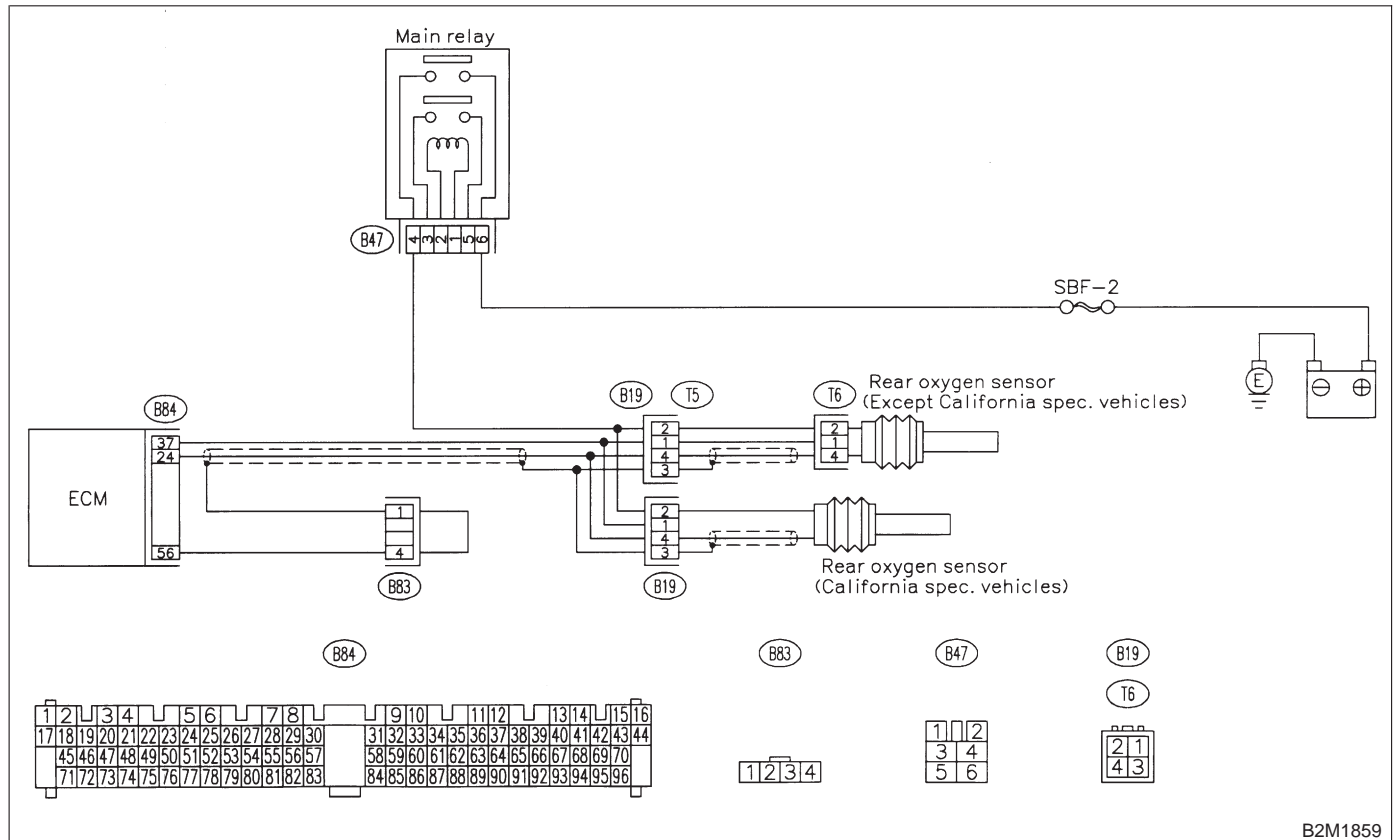 Main relay
B47
4 3 2 1 5 6
SBF-2
E
⊖ ⊕
B84
B19 T5 T6
Rear oxygen sensor
(Except California spec. vehicles)
ECM
37
24
56
2
1
4
3
2
1
4
1
4
B83
2
1
4
3
B19
Rear oxygen sensor
(California spec. vehicles)
B84
B83
B47
B19
T6
1 2 3 4 5 6 7 8 9 10 11 12 13 14 15 16
17 18 19 20 21 22 23 24 25 26 27 28 29 30 31 32 33 34 35 36 37 38 39 40 41 42 43 44
45 46 47 48 49 50 51 52 53 54 55 56 57 58 59 60 61 62 63 64 65 66 67 68 69 70
71 72 73 74 75 76 77 78 79 80 81 82 83 84 85 86 87 88 89 90 91 92 93 94 95 96
1 2 3 4
1 2
3 4
5 6
2 1
4 3
B2M1859